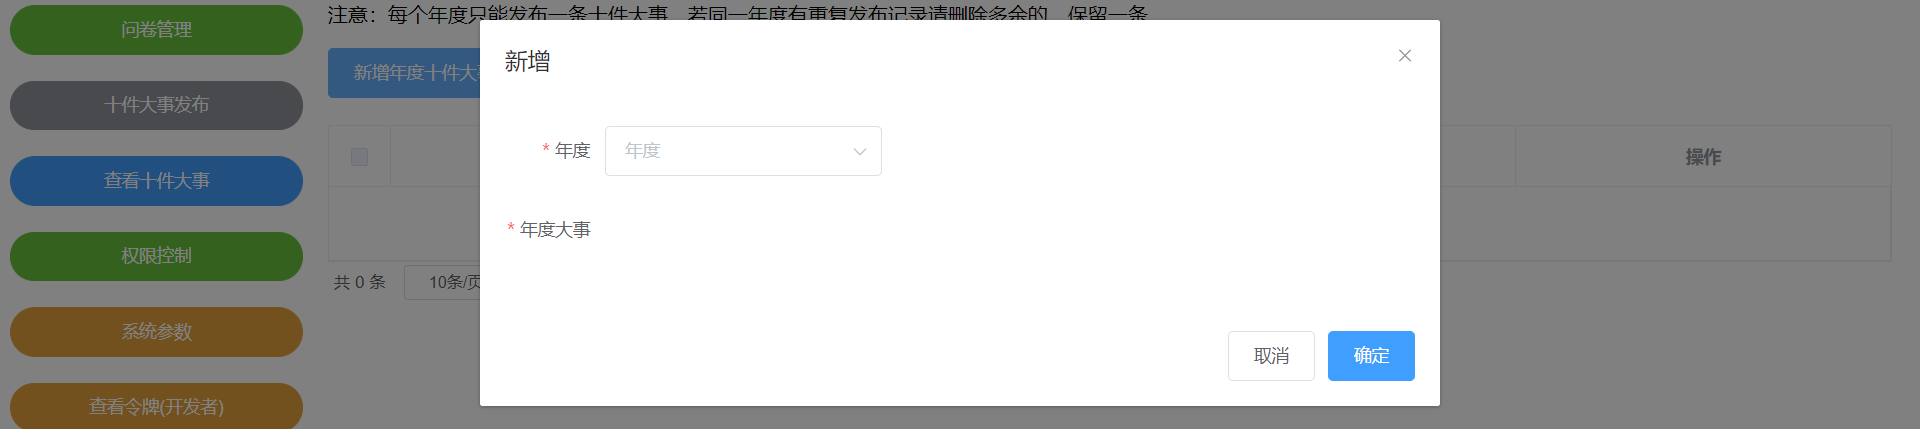 问卷管理
十件大事发布
查看十件大事
权限控制
系统参数
查看令牌(开发者)
注意：每个年度只能发布一条十件大事，若同一年度有重复发布记录请删除多余的，保留一条
新增年度十件大
操作
共 0 条
10条/页
新增
* 年度
年度
* 年度大事
取消
确定